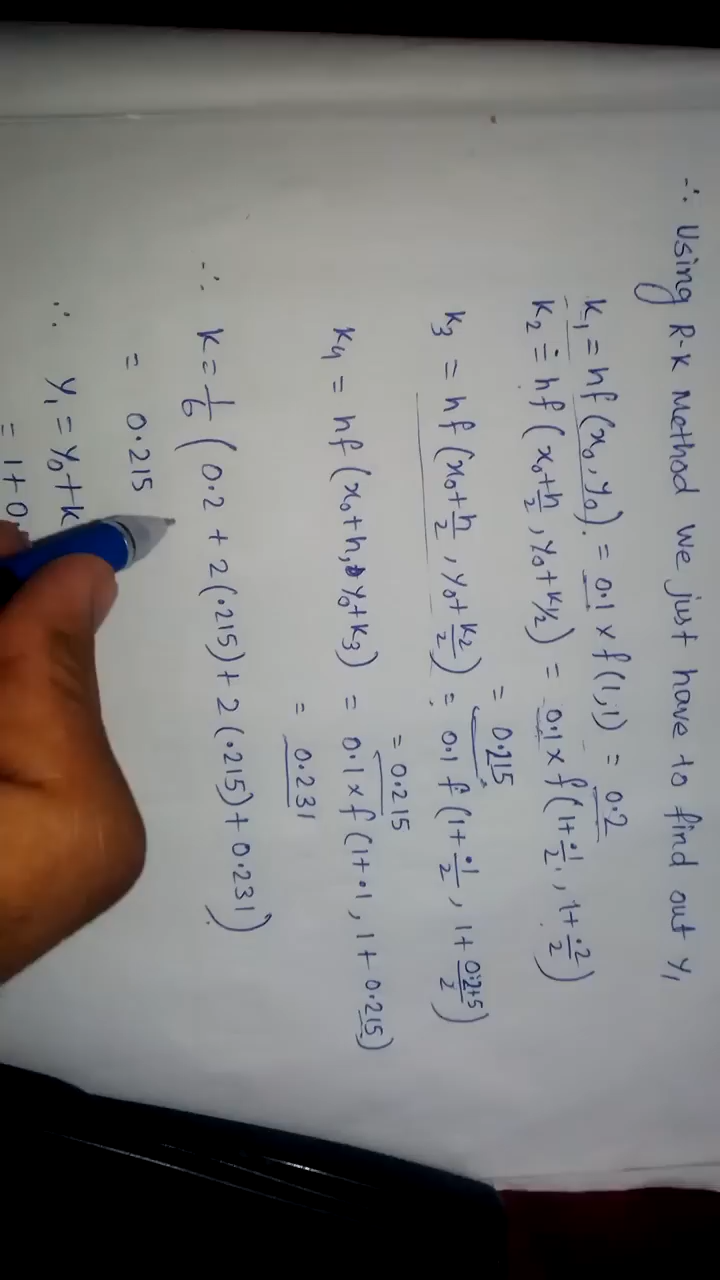 ∴ Using R-K Method we just have to find out y₁
k₁ = hf (x₀, y₀) = 0.1 x f(1,1) = 0.2
k₂ = hf (x₀+h/2, y₀+k/2) = 0.1 x f(1+.1/2, 1+.2/2)
= 0.215
k₃ = hf (x₀+h/2, y₀+k₂/2) = 0.1 f (1+.1/2, 1+0.215/2)
= 0.215
k₄ = hf (x₀+h, y₀+k₃) = 0.1 x f (1+.1, 1+0.215)
= 0.231
∴ k = 1/6 (0.2 + 2(.215) + 2(.215) + 0.231)
= 0.215
∴ y₁ = y₀+k
= 1+0